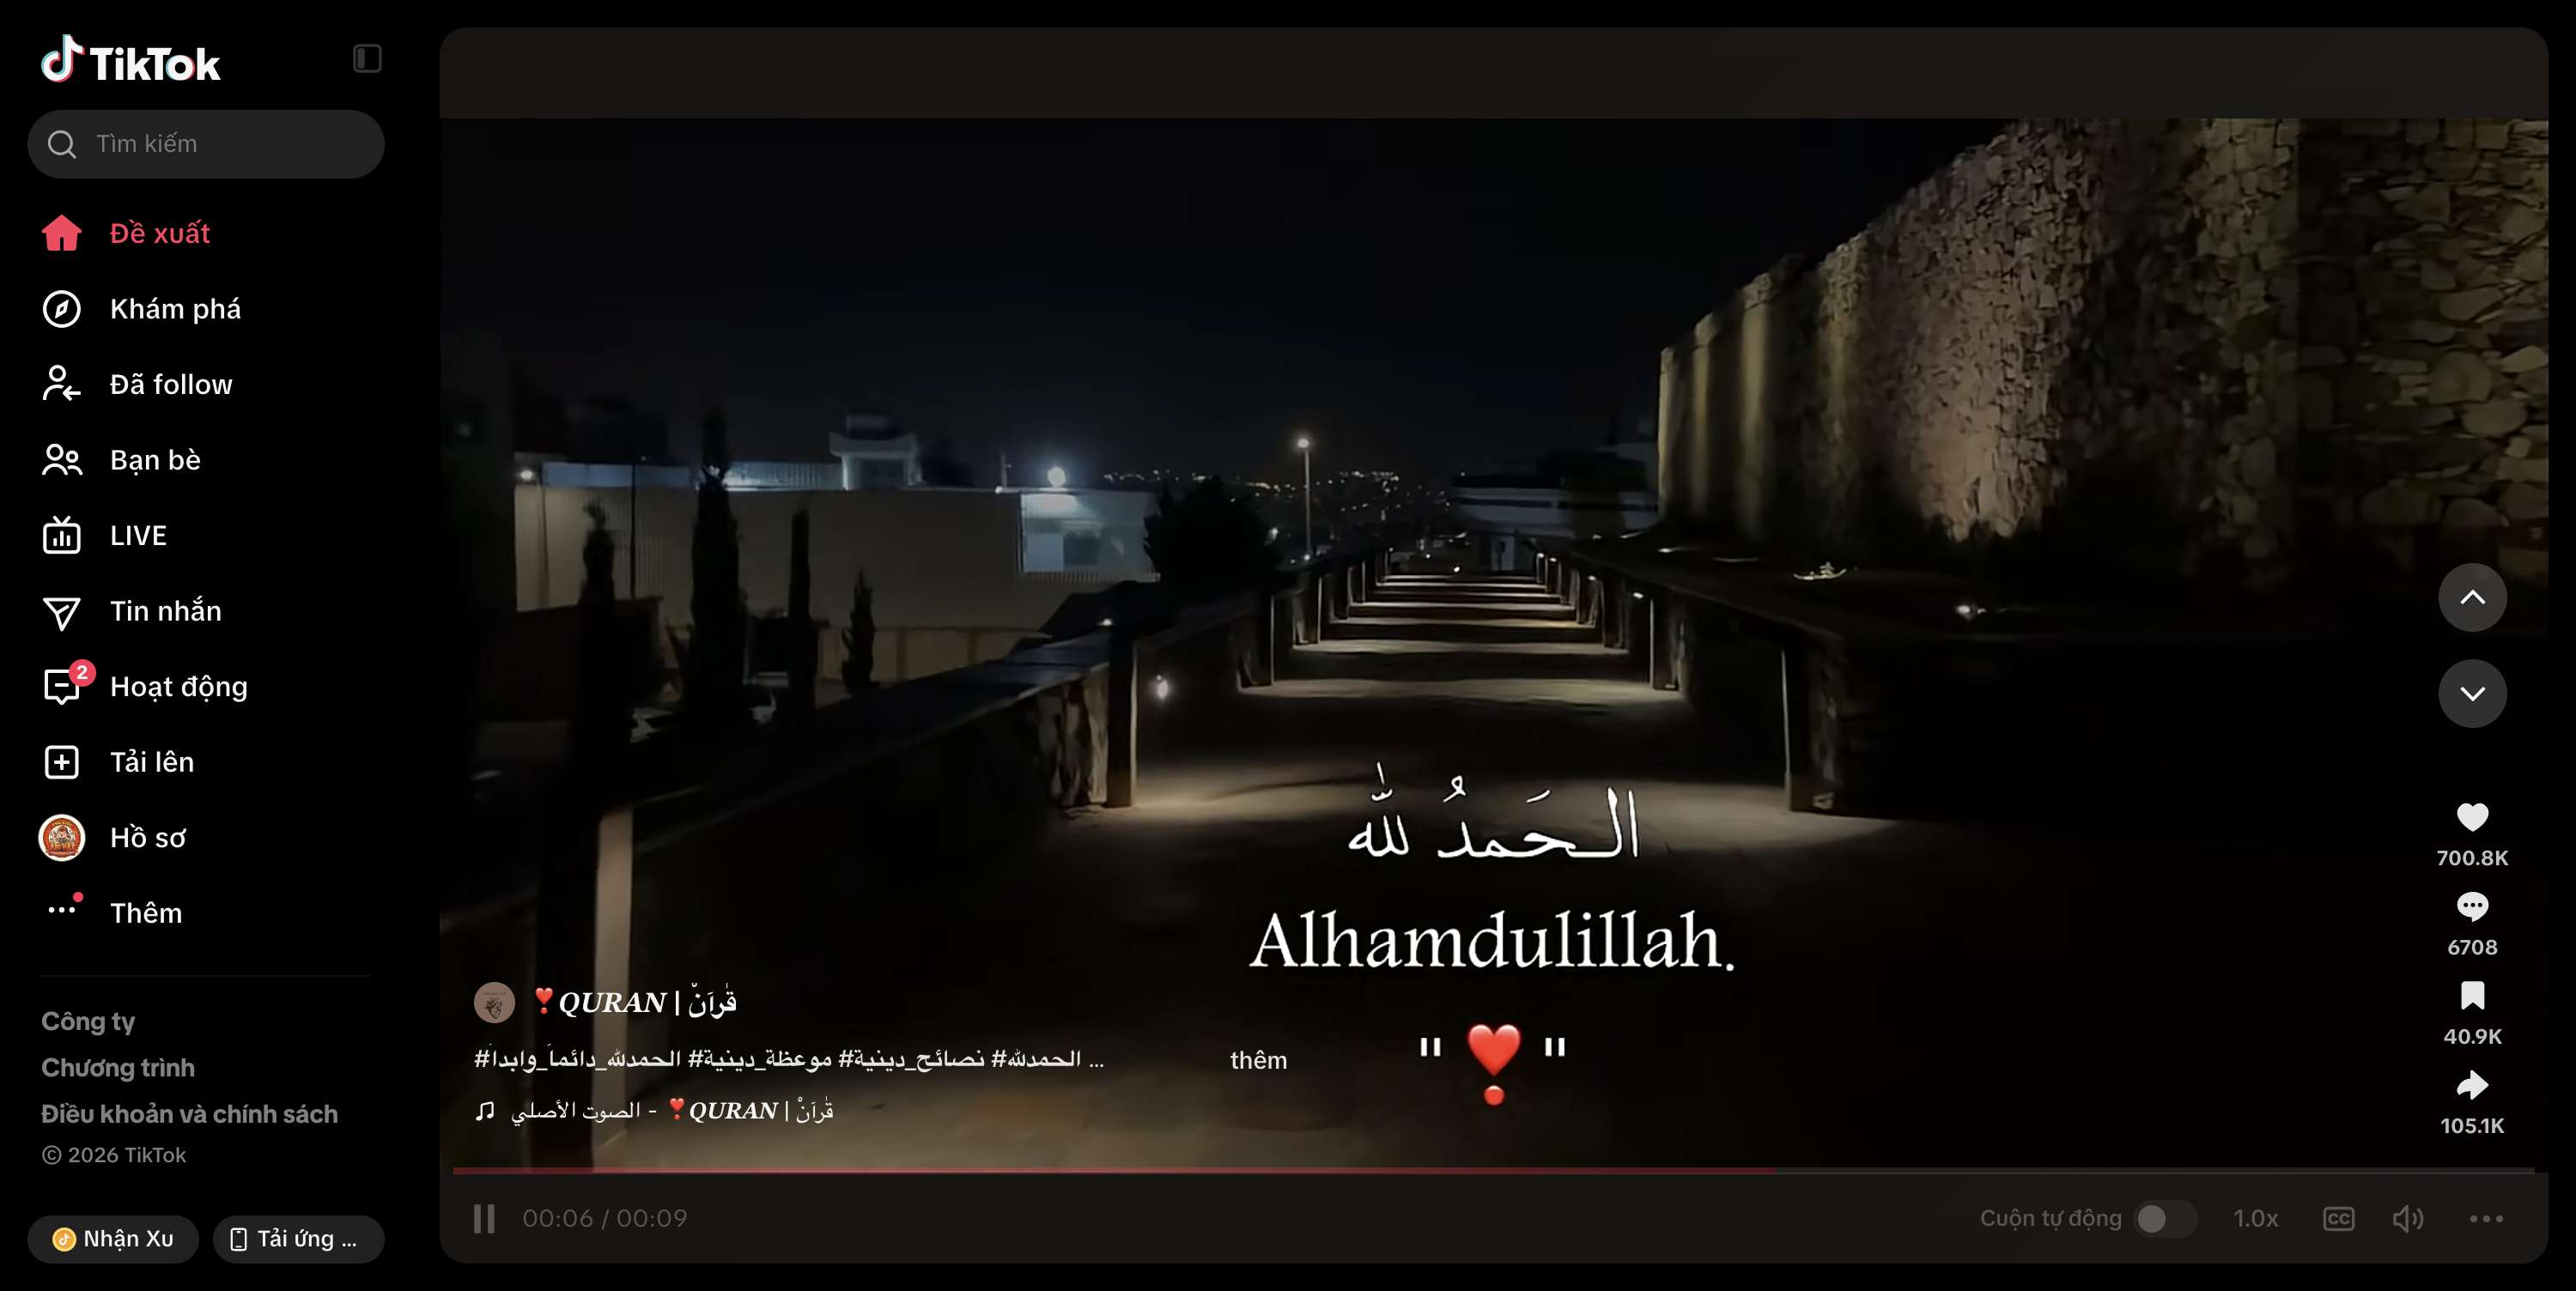 TikTok
Tìm kiếm
Đề xuất
Khám phá
Đã follow
Bạn bè
LIVE
Tin nhắn
2
Hoạt động
Tải lên
Hồ sơ
Thêm
Công ty
Chương trình
Điều khoản và chính sách
© 2026 TikTok
Nhận Xu
Tải ứng ...
الـحَمدُ لِلّٰه
Alhamdulillah.
"❣️"
❣️QURAN | قُرآنْ
#الحمدلله_دائماً_وابداً #موعظة_دينية #نصائح_دينية #الحمدلله ... thêm
الصوت الأصلي - ❣️QURAN | قُرآنْ
700.8K
6708
40.9K
105.1K
00:06 / 00:09
Cuộn tự động
1.0x
CC